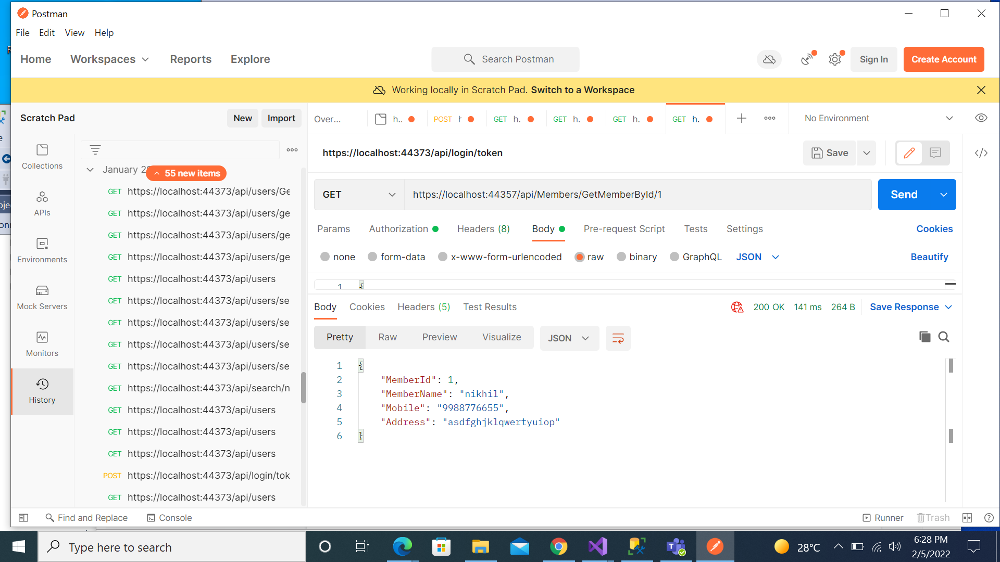 Postman
File Edit View Help
Home Workspaces Reports Explore Search Postman Sign In Create Account
Working locally in Scratch Pad. Switch to a Workspace
Scratch Pad New Import Over... h.. POST h GET h. GET h. GET h. GET h. No Environment
Collections
APIs
Environments
Mock Servers
Monitors
History
January 2
55 new items
GET https://localhost:44373/api/users/Ge
GET https://localhost:44373/api/users/ge
GET https://localhost:44373/api/users/ge
GET https://localhost:44373/api/users/ge
GET https://localhost:44373/api/users
GET https://localhost:44373/api/users/se
GET https://localhost:44373/api/users/se
GET https://localhost:44373/api/users/se
GET https://localhost:44373/api/users/se
GET https://localhost:44373/api/search/n
GET https://localhost:44373/api/users
GET https://localhost:44373/api/users
GET https://localhost:44373/api/users
POST https://localhost:44373/api/login/tok
GET https://localhost:44373/api/users
https://localhost:44373/api/login/token Save
GET https://localhost:44357/api/Members/GetMemberById/1 Send
Params Authorization Headers (8) Body Pre-request Script Tests Settings Cookies
none form-data x-www-form-urlencoded raw binary GraphQL JSON Beautify
1 {
Body Cookies Headers (5) Test Results 200 OK 141 ms 264 B Save Response
Pretty Raw Preview Visualize JSON
1 {
2 "MemberId": 1,
3 "MemberName": "nikhil",
4 "Mobile": "9988776655",
5 "Address": "asdfghjklqwertyuiop"
6 }
Find and Replace Console Runner Trash
Type here to search 28°C 6:28 PM
2/5/2022